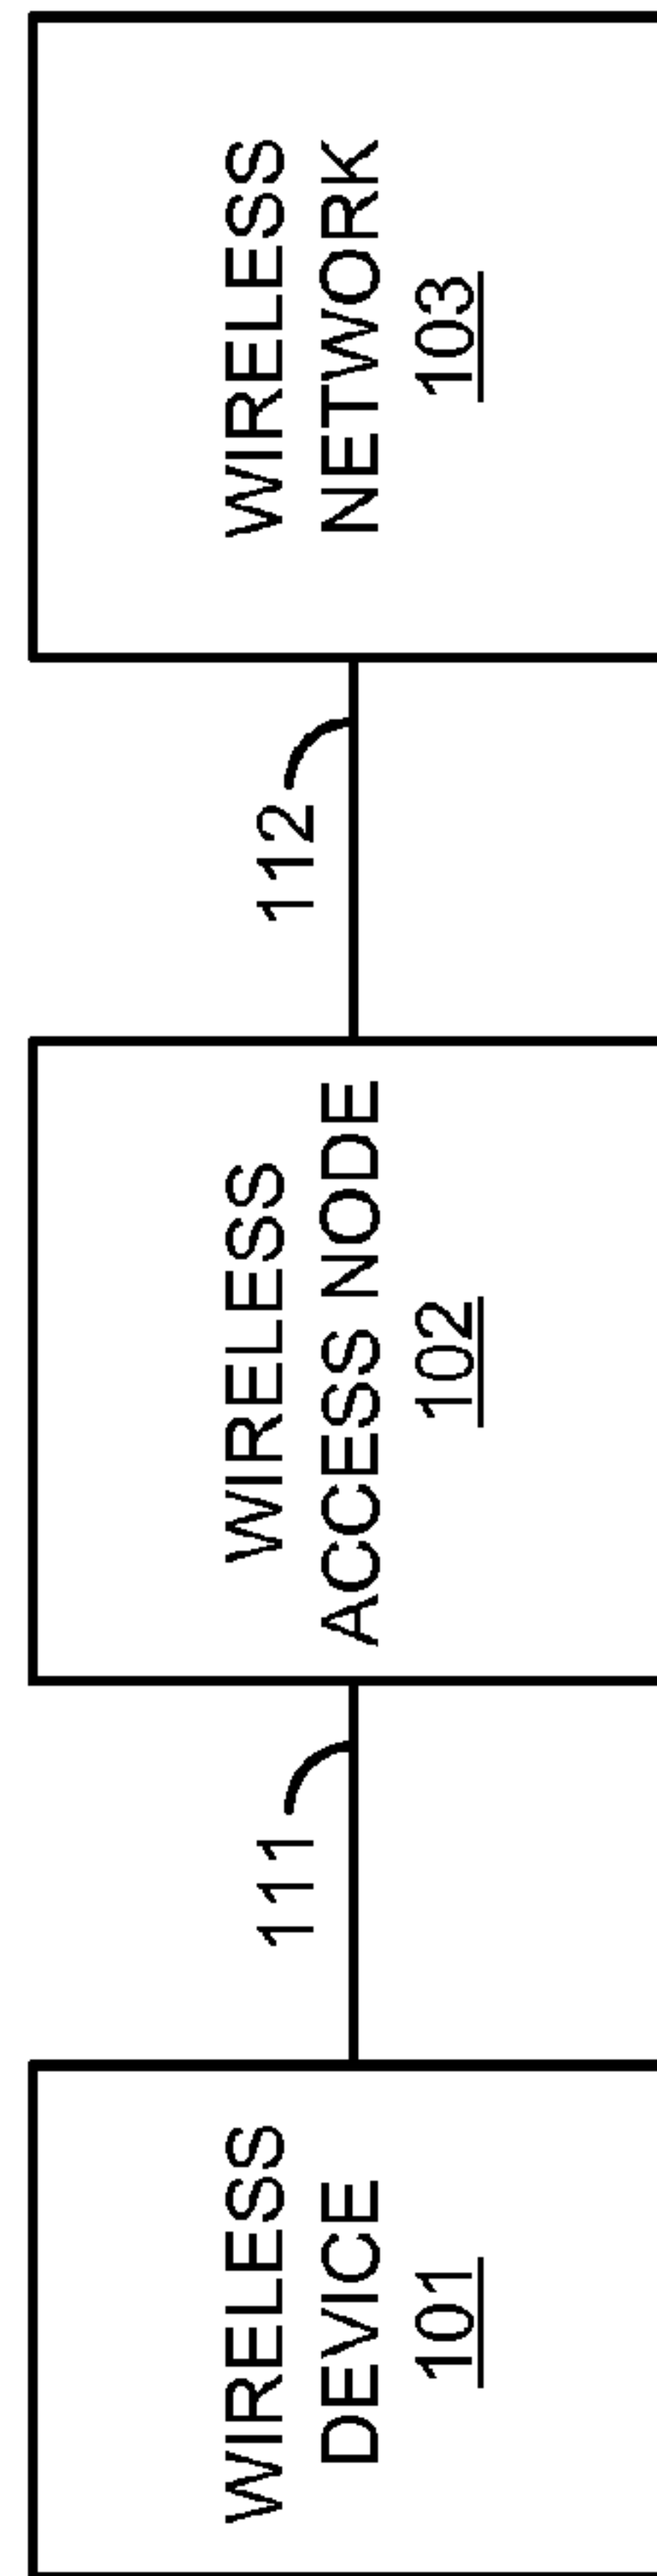 WIRELESS
DEVICE
101
111
WIRELESS
ACCESS NODE
102
112
WIRELESS
NETWORK
103